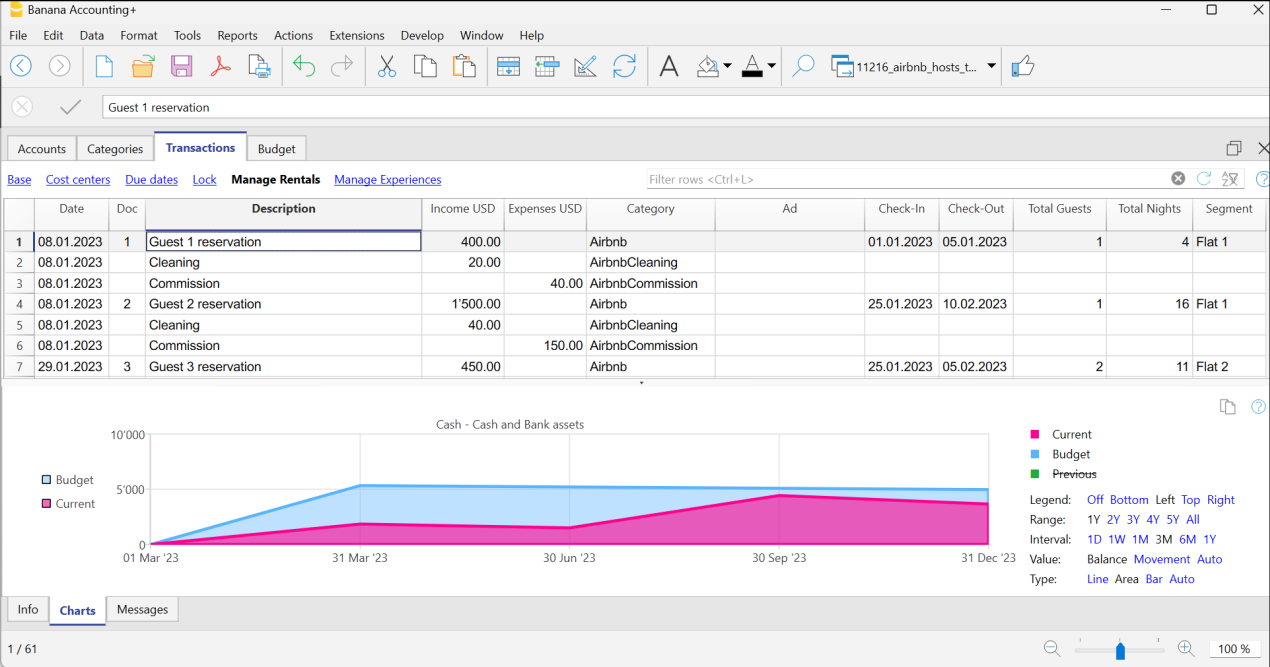 Banana Accounting+
File Edit Data Format Tools Reports Actions Extensions Develop Window Help
11216_airbnb_hosts_t...
Guest 1 reservation
Accounts Categories Transactions Budget
Base Cost centers Due dates Lock Manage Rentals Manage Experiences Filter rows <Ctrl+L>
Date Doc Description Income USD Expenses USD Category Ad Check-In Check-Out Total Guests Total Nights Segment
1 08.01.2023 1 Guest 1 reservation 400.00 Airbnb 01.01.2023 05.01.2023 1 4 Flat 1
2 08.01.2023 Cleaning 20.00 AirbnbCleaning
3 08.01.2023 Commission 40.00 AirbnbCommission
4 08.01.2023 2 Guest 2 reservation 1'500.00 Airbnb 25.01.2023 10.02.2023 1 16 Flat 1
5 08.01.2023 Cleaning 40.00 AirbnbCleaning
6 08.01.2023 Commission 150.00 AirbnbCommission
7 29.01.2023 3 Guest 3 reservation 450.00 Airbnb 25.01.2023 05.02.2023 2 11 Flat 2
Cash - Cash and Bank assets
10'000
5'000
0
01 Mar '23 31 Mar '23 30 Jun '23 30 Sep '23 31 Dec '23
Budget
Current
Current
Budget
Previous
Legend: Off Bottom Left Top Right
Range: 1Y 2Y 3Y 4Y 5Y All
Interval: 1D 1W 1M 3M 6M 1Y
Value: Balance Movement Auto
Type: Line Area Bar Auto
Info Charts Messages
1 / 61
100 %